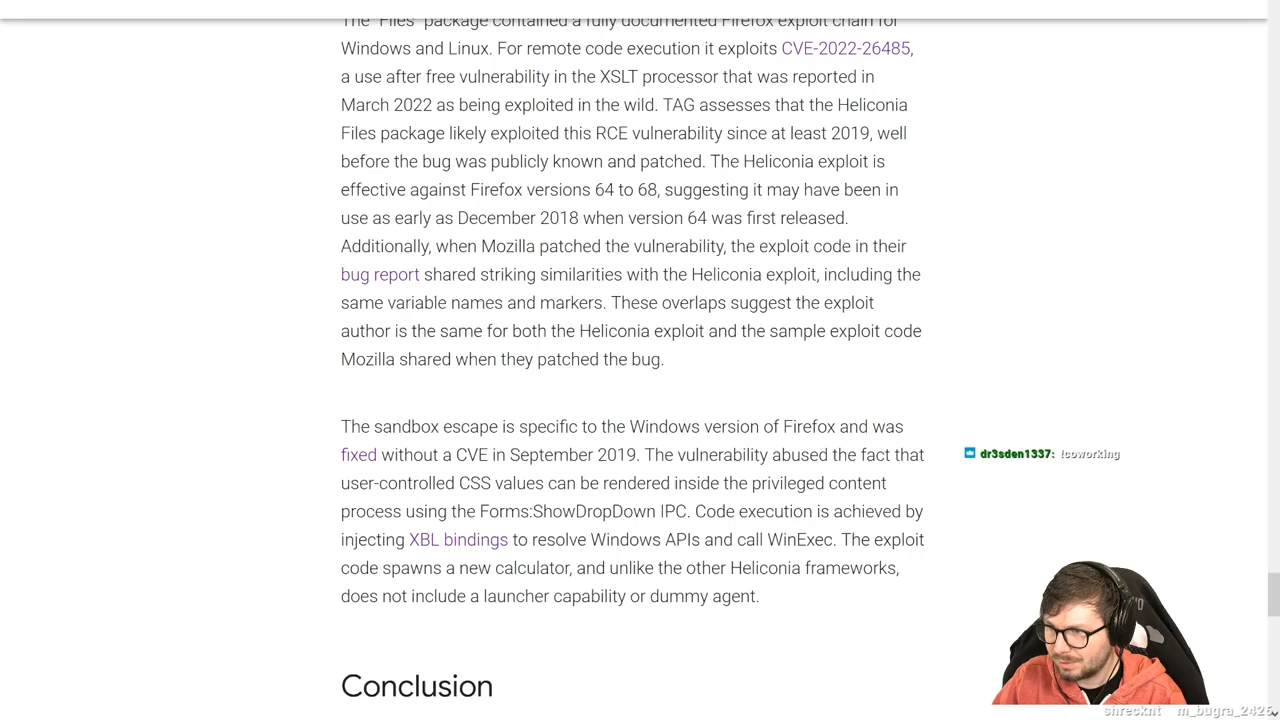 The "Files" package contained a fully documented Firefox exploit chain for
Windows and Linux. For remote code execution it exploits CVE-2022-26485,
a use after free vulnerability in the XSLT processor that was reported in
March 2022 as being exploited in the wild. TAG assesses that the Heliconia
Files package likely exploited this RCE vulnerability since at least 2019, well
before the bug was publicly known and patched. The Heliconia exploit is
effective against Firefox versions 64 to 68, suggesting it may have been in
use as early as December 2018 when version 64 was first released.
Additionally, when Mozilla patched the vulnerability, the exploit code in their
bug report shared striking similarities with the Heliconia exploit, including the
same variable names and markers. These overlaps suggest the exploit
author is the same for both the Heliconia exploit and the sample exploit code
Mozilla shared when they patched the bug.
The sandbox escape is specific to the Windows version of Firefox and was
fixed without a CVE in September 2019. The vulnerability abused the fact that
user-controlled CSS values can be rendered inside the privileged content
process using the Forms:ShowDropDown IPC. Code execution is achieved by
injecting XBL bindings to resolve Windows APIs and call WinExec. The exploit
code spawns a new calculator, and unlike the other Heliconia frameworks,
does not include a launcher capability or dummy agent.
Conclusion
dr3sden1337: !coworking
shrecknt m_bugra_2426